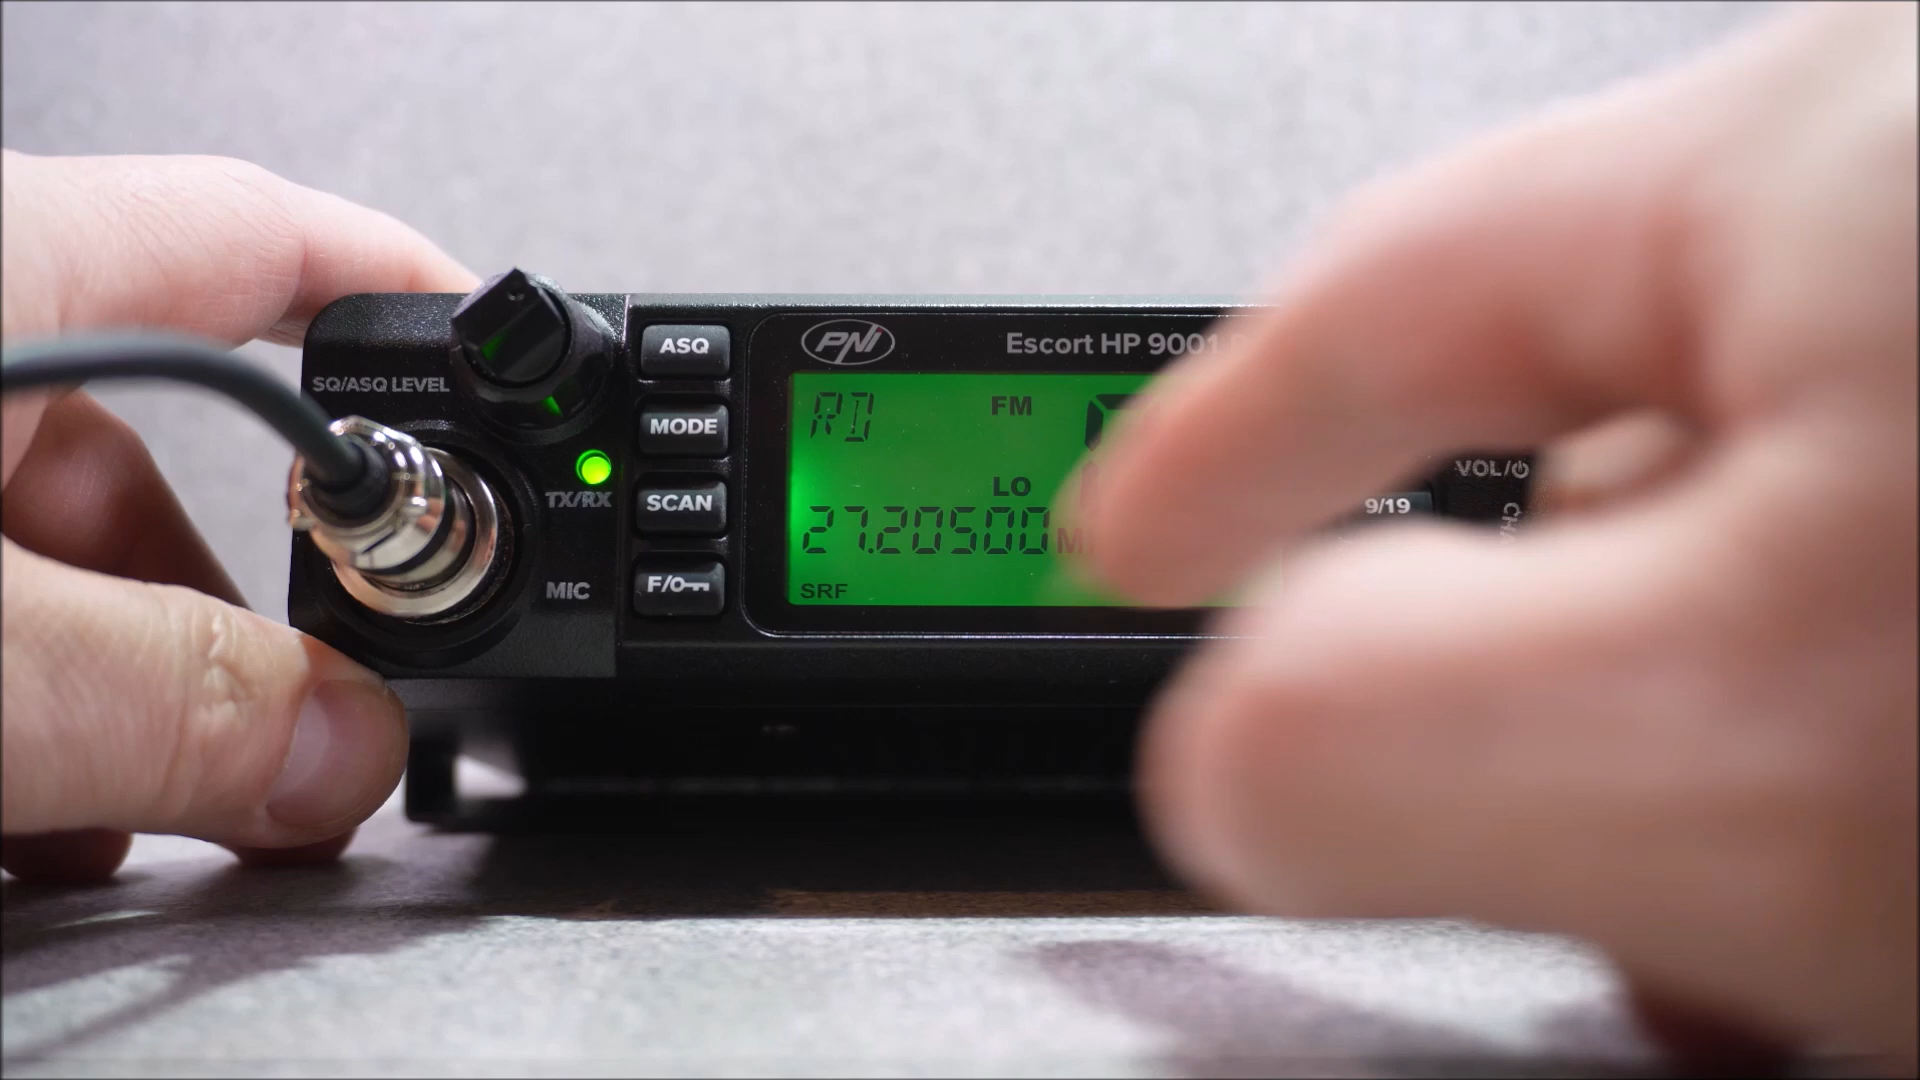 SQ/ASQ LEVEL
TX/RX
MIC
ASQ
MODE
SCAN
F/
PNI
Escort HP 9001
RD
FM
LO
27.20500
SRF
9/19
VOL/